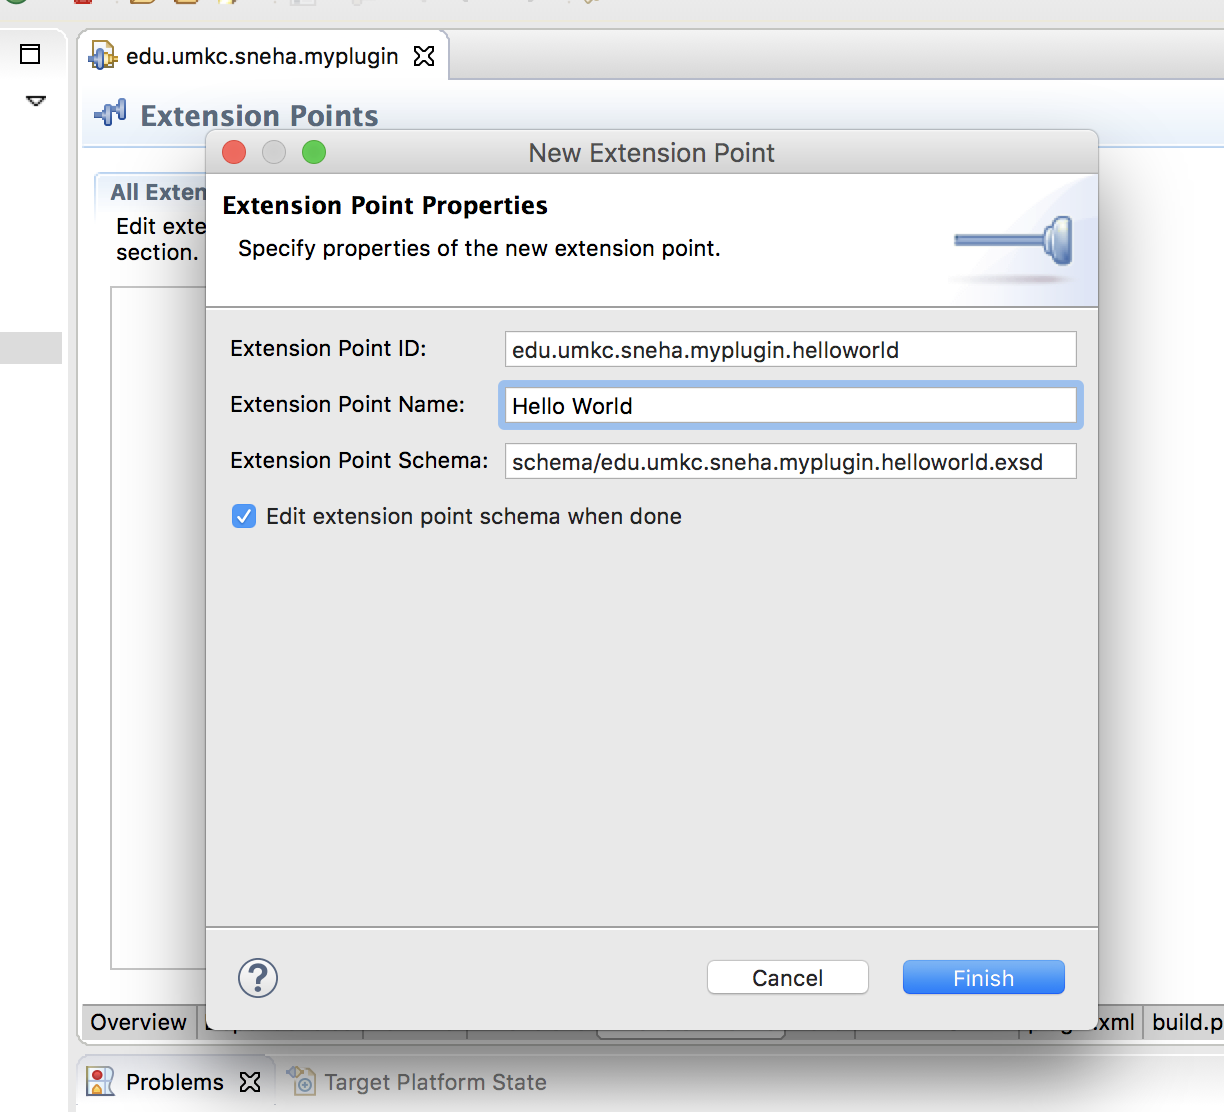 edu.umkc.sneha.myplugin
Extension Points
New Extension Point
All Exten
Edit exte
section.
Extension Point Properties
Specify properties of the new extension point.
Extension Point ID: edu.umkc.sneha.myplugin.helloworld
Extension Point Name: Hello World
Extension Point Schema: schema/edu.umkc.sneha.myplugin.helloworld.exsd
Edit extension point schema when done
? Cancel Finish
Overview .xml build.p
Problems Target Platform State